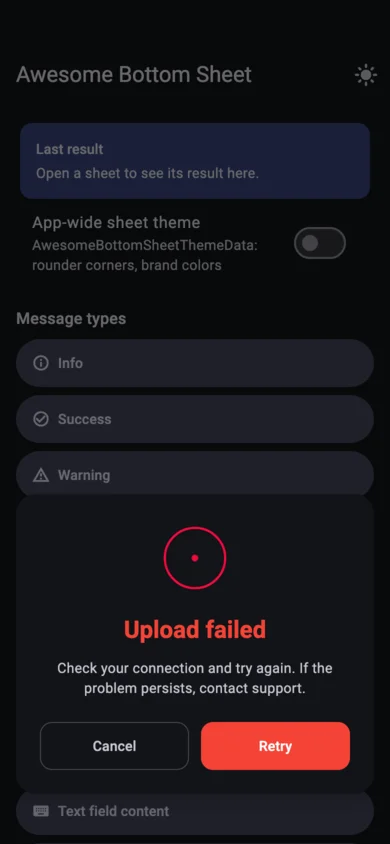 Awesome Bottom Sheet
Last result
Open a sheet to see its result here.
App-wide sheet theme
AwesomeBottomSheetThemeData:
rounder corners, brand colors
Message types
Info
Success
Warning
Upload failed
Check your connection and try again. If the
problem persists, contact support.
Cancel
Retry
Text field content